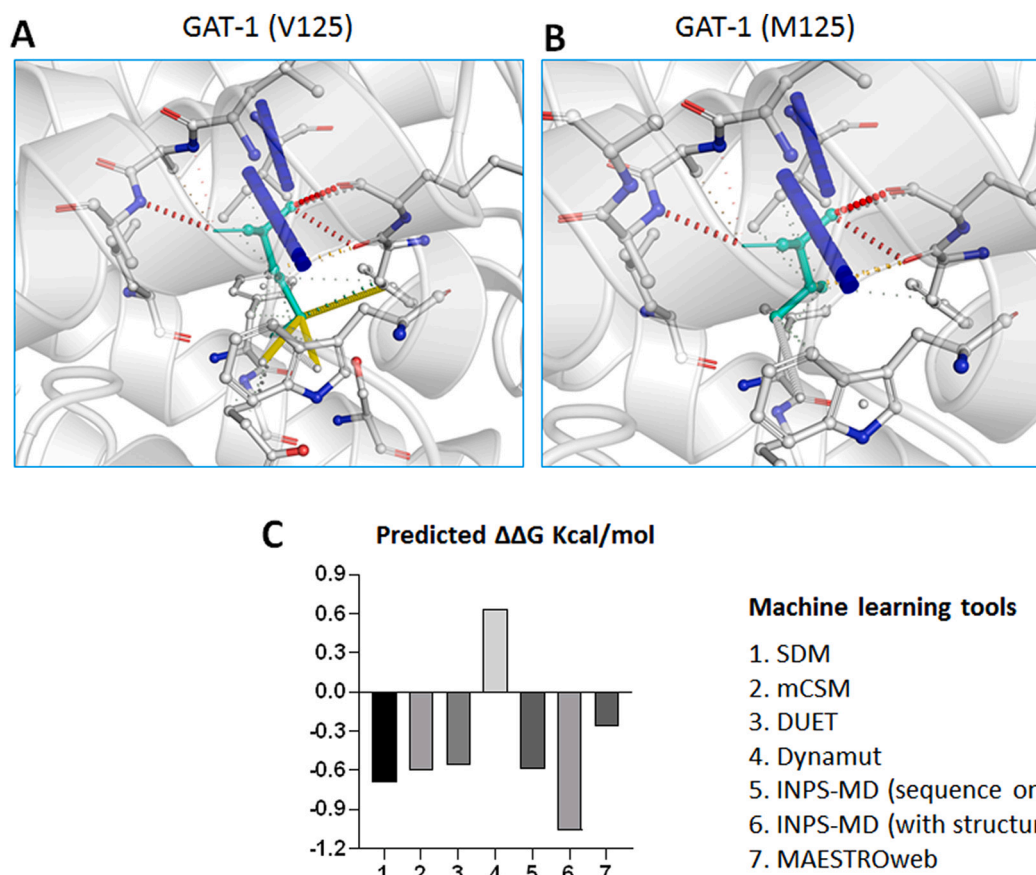 A
GAT-1 (V125)
B
GAT-1 (M125)
C
Predicted ΔΔG Kcal/mol
0.9
0.6
0.3
0.0
-0.3
-0.6
-0.9
-1.2
1 2 3 4 5 6 7
Machine learning tools
1. SDM
2. mCSM
3. DUET
4. Dynamut
5. INPS-MD (sequence
6. INPS-MD (with
7. MAESTROweb